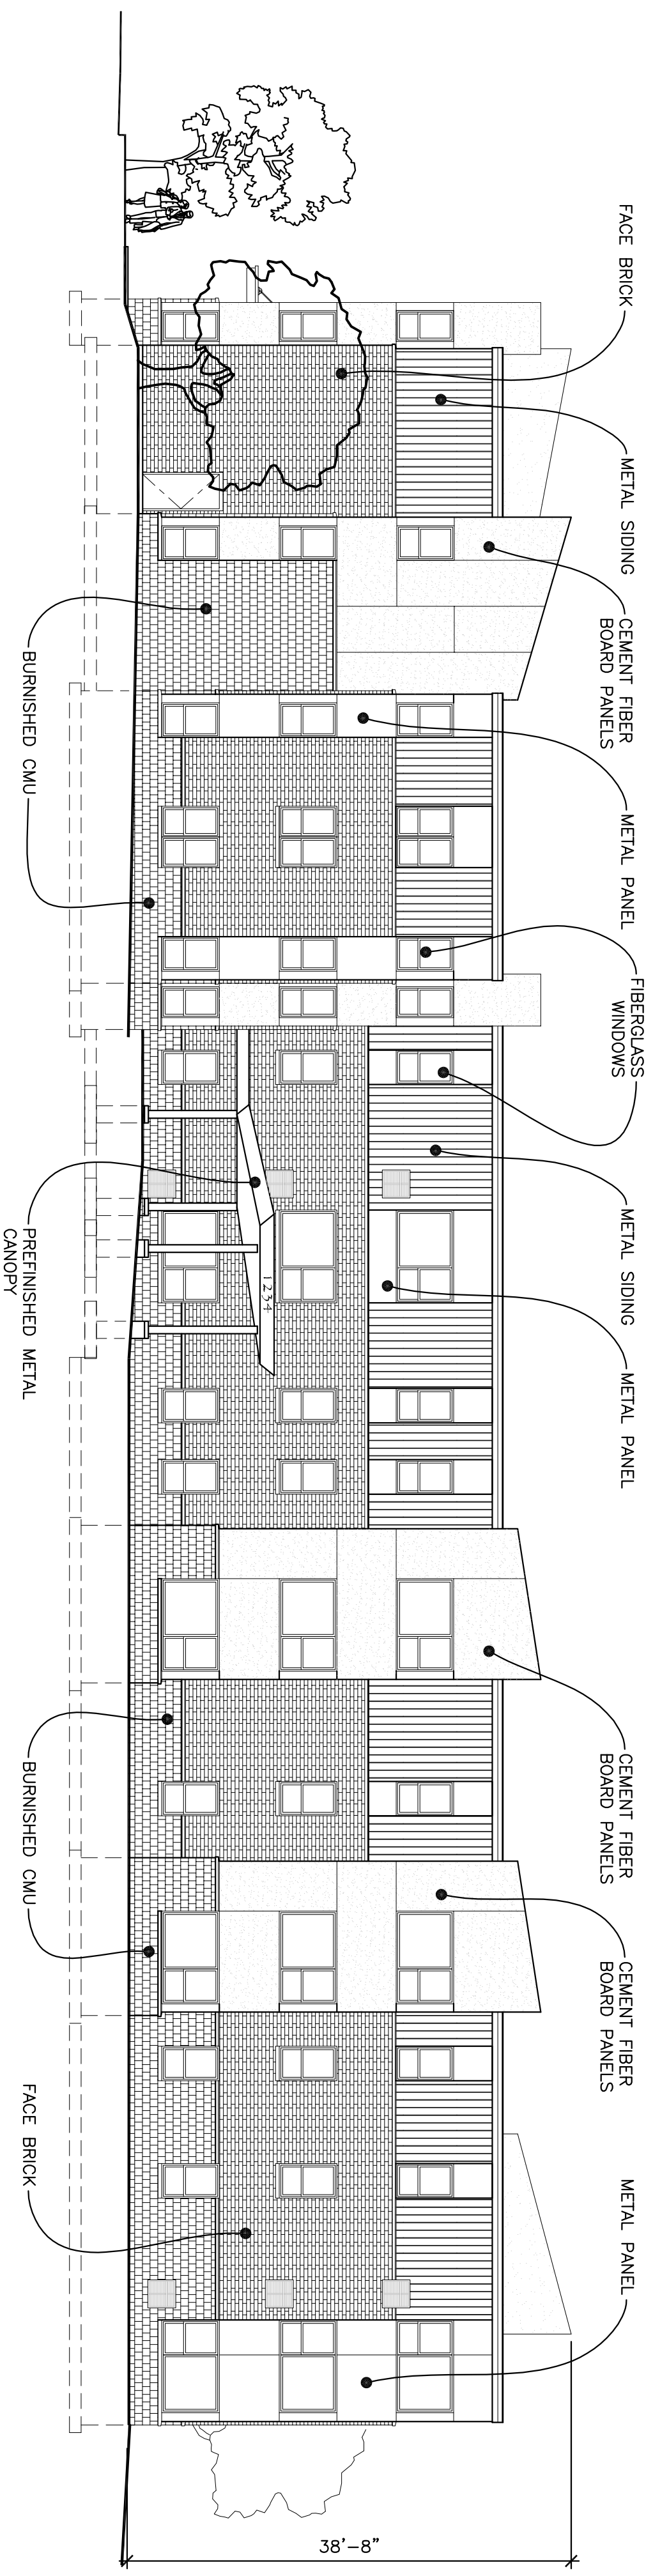 FACE BRICK
METAL SIDING
CEMENT FIBER
BOARD PANELS
METAL PANEL
FIBERGLASS
WINDOWS
METAL SIDING
METAL PANEL
CEMENT FIBER
BOARD PANELS
CEMENT FIBER
BOARD PANELS
METAL PANEL
1234
38'-8"
BURNISHED CMU
PREFINISHED METAL
CANOPY
BURNISHED CMU
FACE BRICK